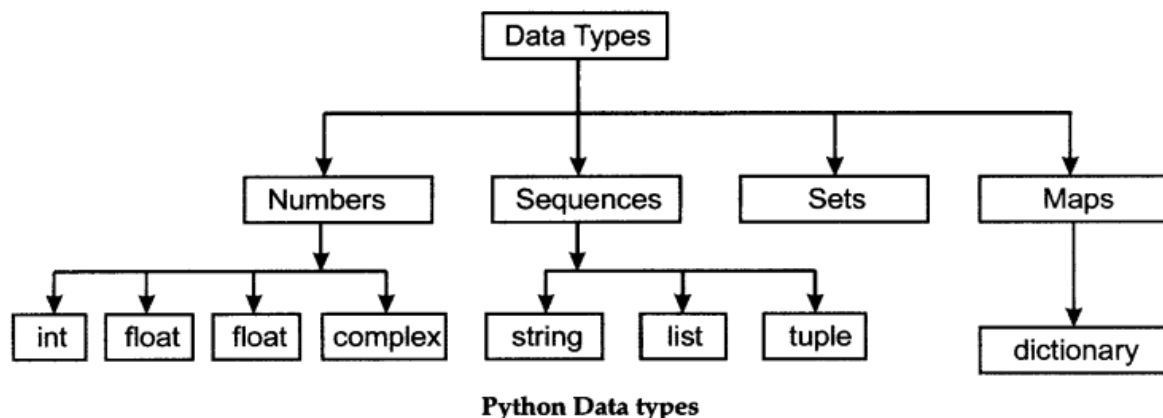 Data Types
Numbers Sequences Sets Maps
int float float complex string list tuple dictionary
Python Data types